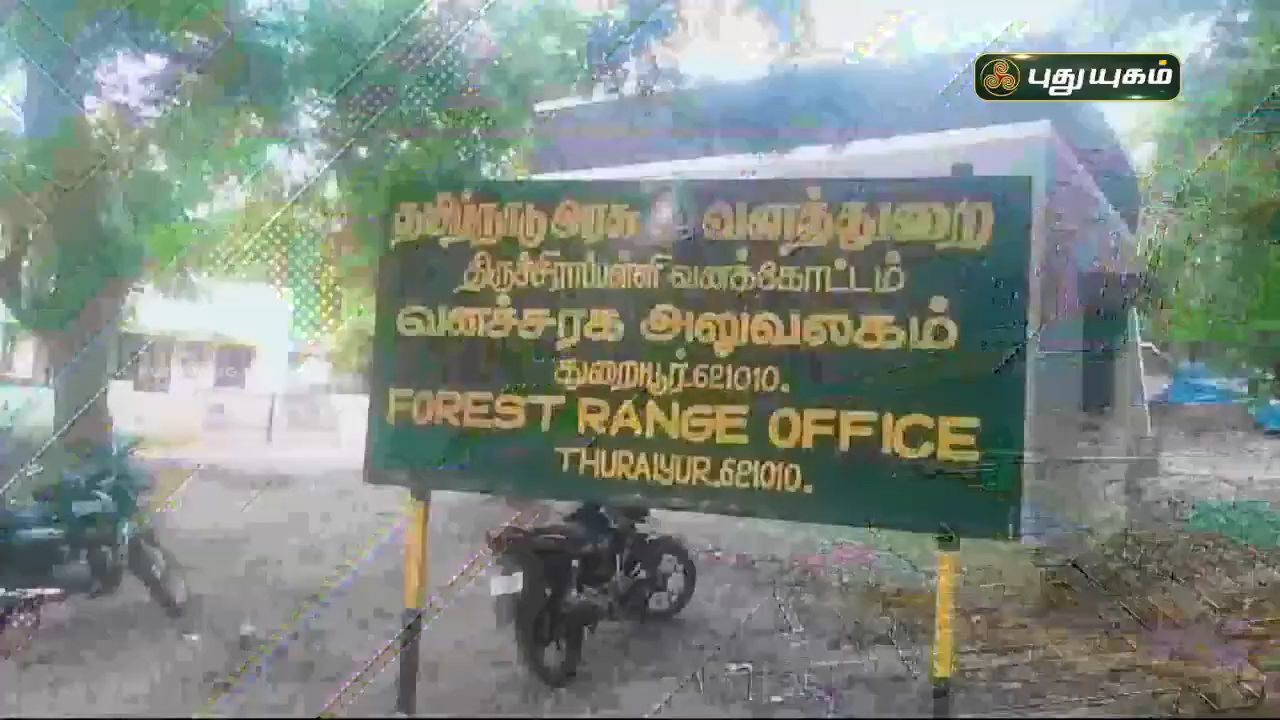 புதுயுகம்
தமிழ்நாடு அரசு வனத்துறை
திருச்சிராப்பள்ளி வனக்கோட்டம்
வனச்சரக அலுவலகம்
துறையூர்.621010.
FOREST RANGE OFFICE
THURAIYUR.621010.